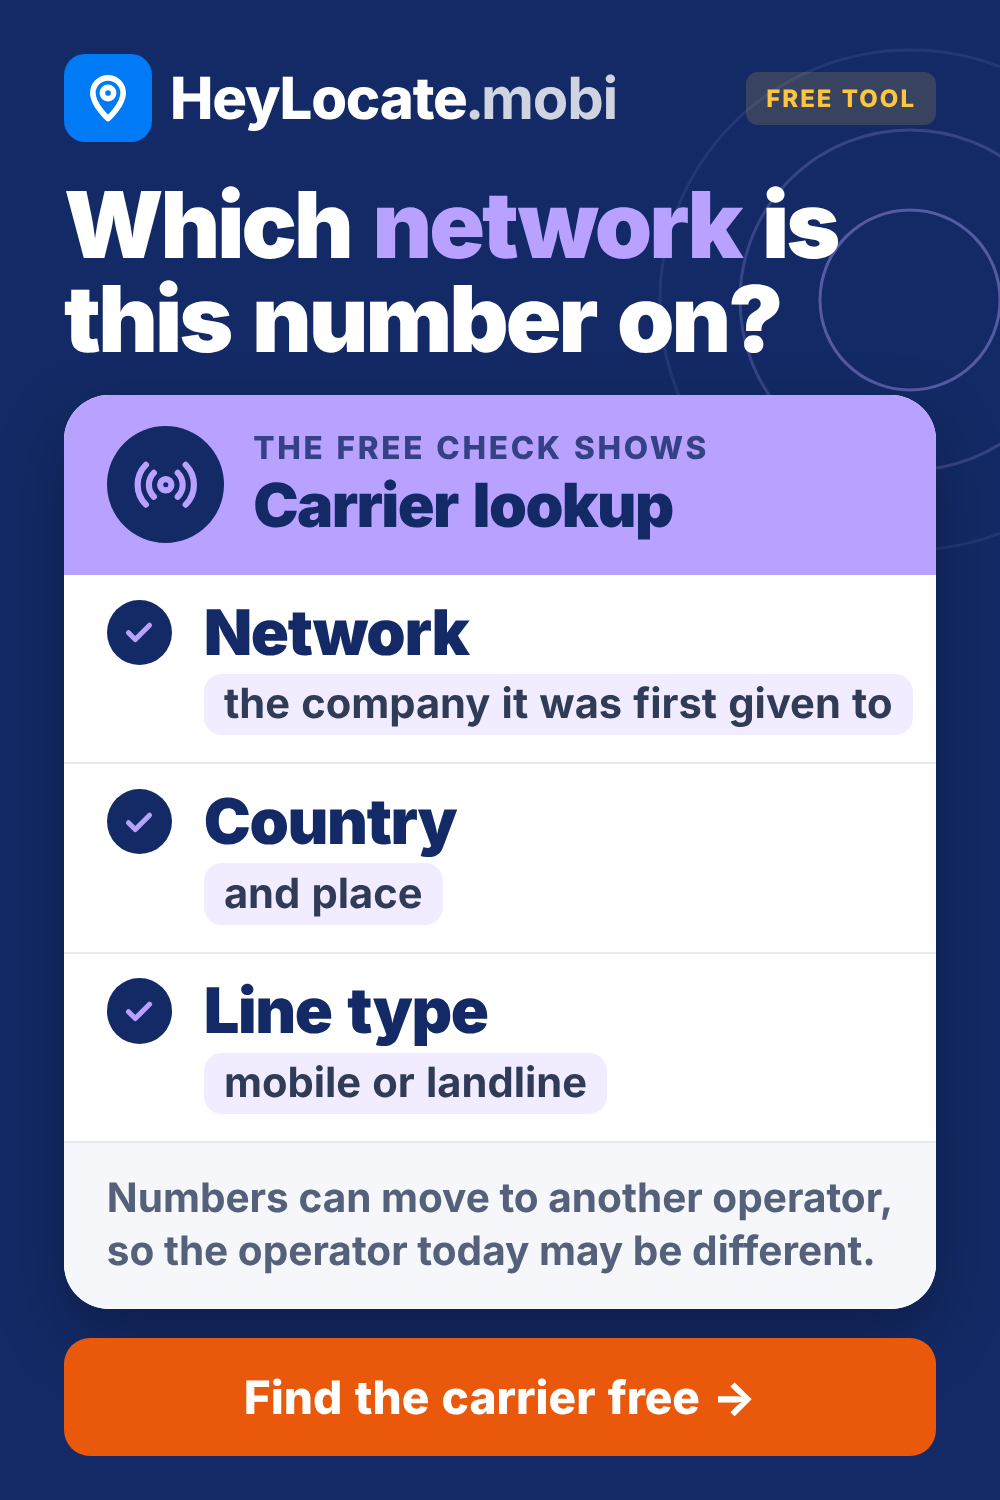 HeyLocate.mobi
FREE TOOL
Which network is
this number on?
THE FREE CHECK SHOWS
Carrier lookup
Network
the company it was first given to
Country
and place
Line type
mobile or landline
Numbers can move to another operator,
so the operator today may be different.
Find the carrier free →